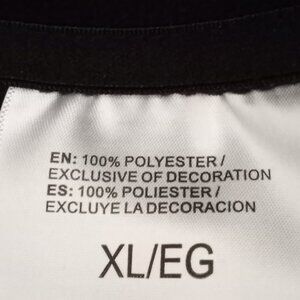 EN: 100% POLYESTER /
EXCLUSIVE OF DECORATION
ES: 100% POLIESTER /
EXCLUYE LA DECORACION
XL/EG